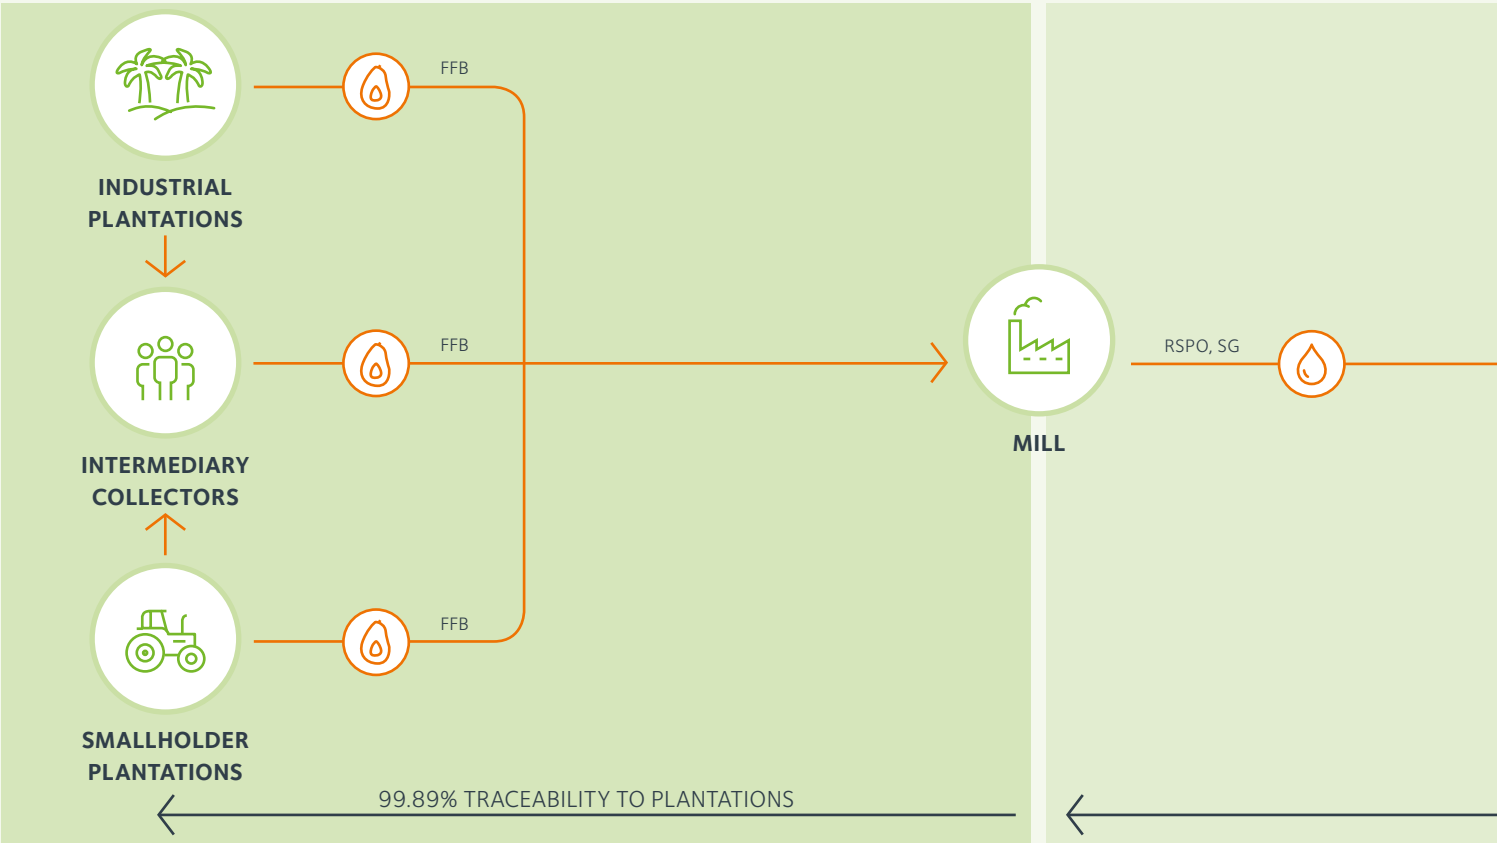 FFB
INDUSTRIAL
PLANTATIONS
FFB
INTERMEDIARY
COLLECTORS
RSPO, SG
MILL
FFB
SMALLHOLDER
PLANTATIONS
99.89% TRACEABILITY TO PLANTATIONS